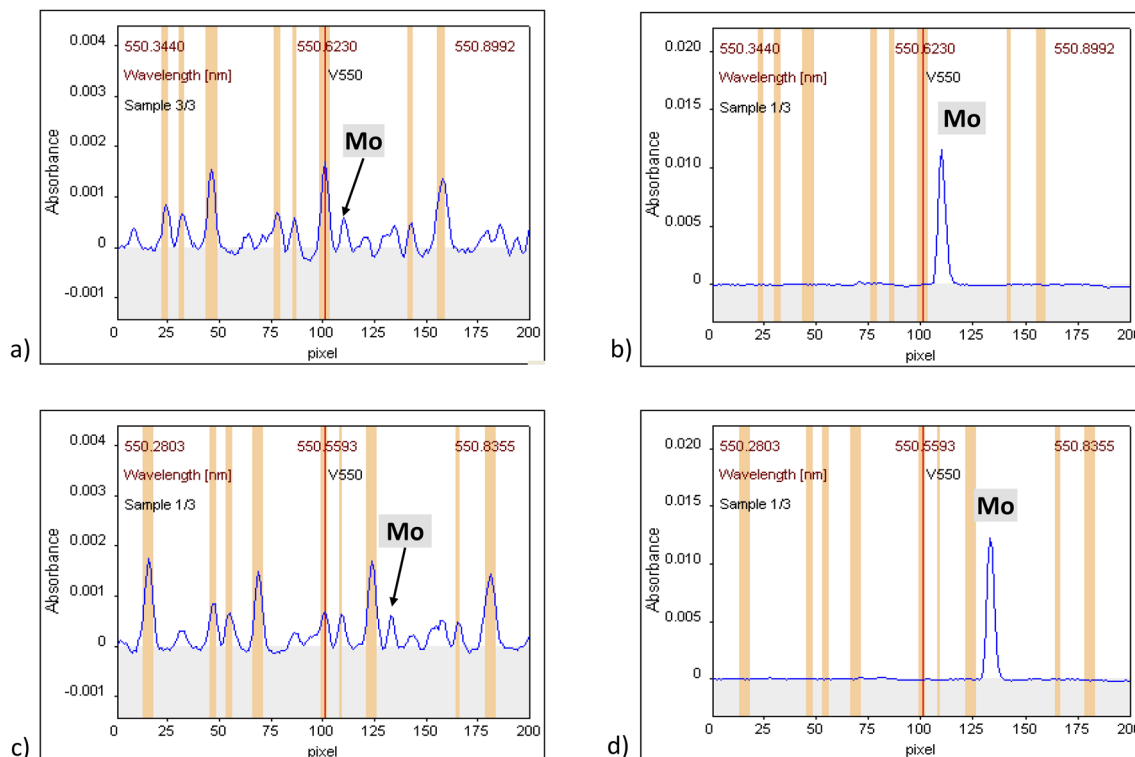 0.004
0.003
0.002
0.001
0
-0.001
Absorbance
550.3440 550.6230 550.8992
Wavelength [nm] V550
Sample 3/3
Mo
0 25 50 75 100 125 150 175 200
pixel
a)
0.020
0.015
0.010
0.005
0
Absorbance
550.3440 550.6230 550.8992
Wavelength [nm] V550
Sample 1/3
Mo
0 25 50 75 100 125 150 175 200
pixel
b)
0.004
0.003
0.002
0.001
0
-0.001
Absorbance
550.2803 550.5593 550.8355
Wavelength [nm] V550
Sample 1/3
Mo
0 25 50 75 100 125 150 175 200
pixel
c)
0.020
0.015
0.010
0.005
0
Absorbance
550.2803 550.5593 550.8355
Wavelength [nm] V550
Sample 1/3
Mo
0 25 50 75 100 125 150 175 200
pixel
d)